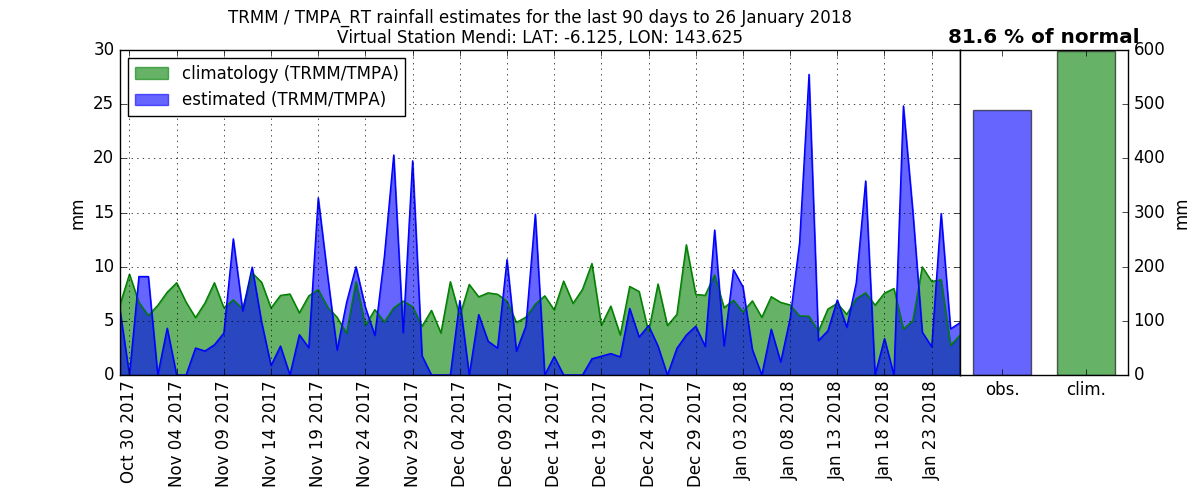 TRMM / TMPA_RT rainfall estimates for the last 90 days to 26 January 2018
Virtual Station Mendi: LAT: -6.125, LON: 143.625
81.6 % of normal
climatology (TRMM/TMPA)
estimated (TRMM/TMPA)
30
25
20
15
10
5
0
mm
600
500
400
300
200
100
0
mm
obs.
clim.
Oct 30 2017
Nov 04 2017
Nov 09 2017
Nov 14 2017
Nov 19 2017
Nov 24 2017
Nov 29 2017
Dec 04 2017
Dec 09 2017
Dec 14 2017
Dec 19 2017
Dec 24 2017
Dec 29 2017
Jan 03 2018
Jan 08 2018
Jan 13 2018
Jan 18 2018
Jan 23 2018